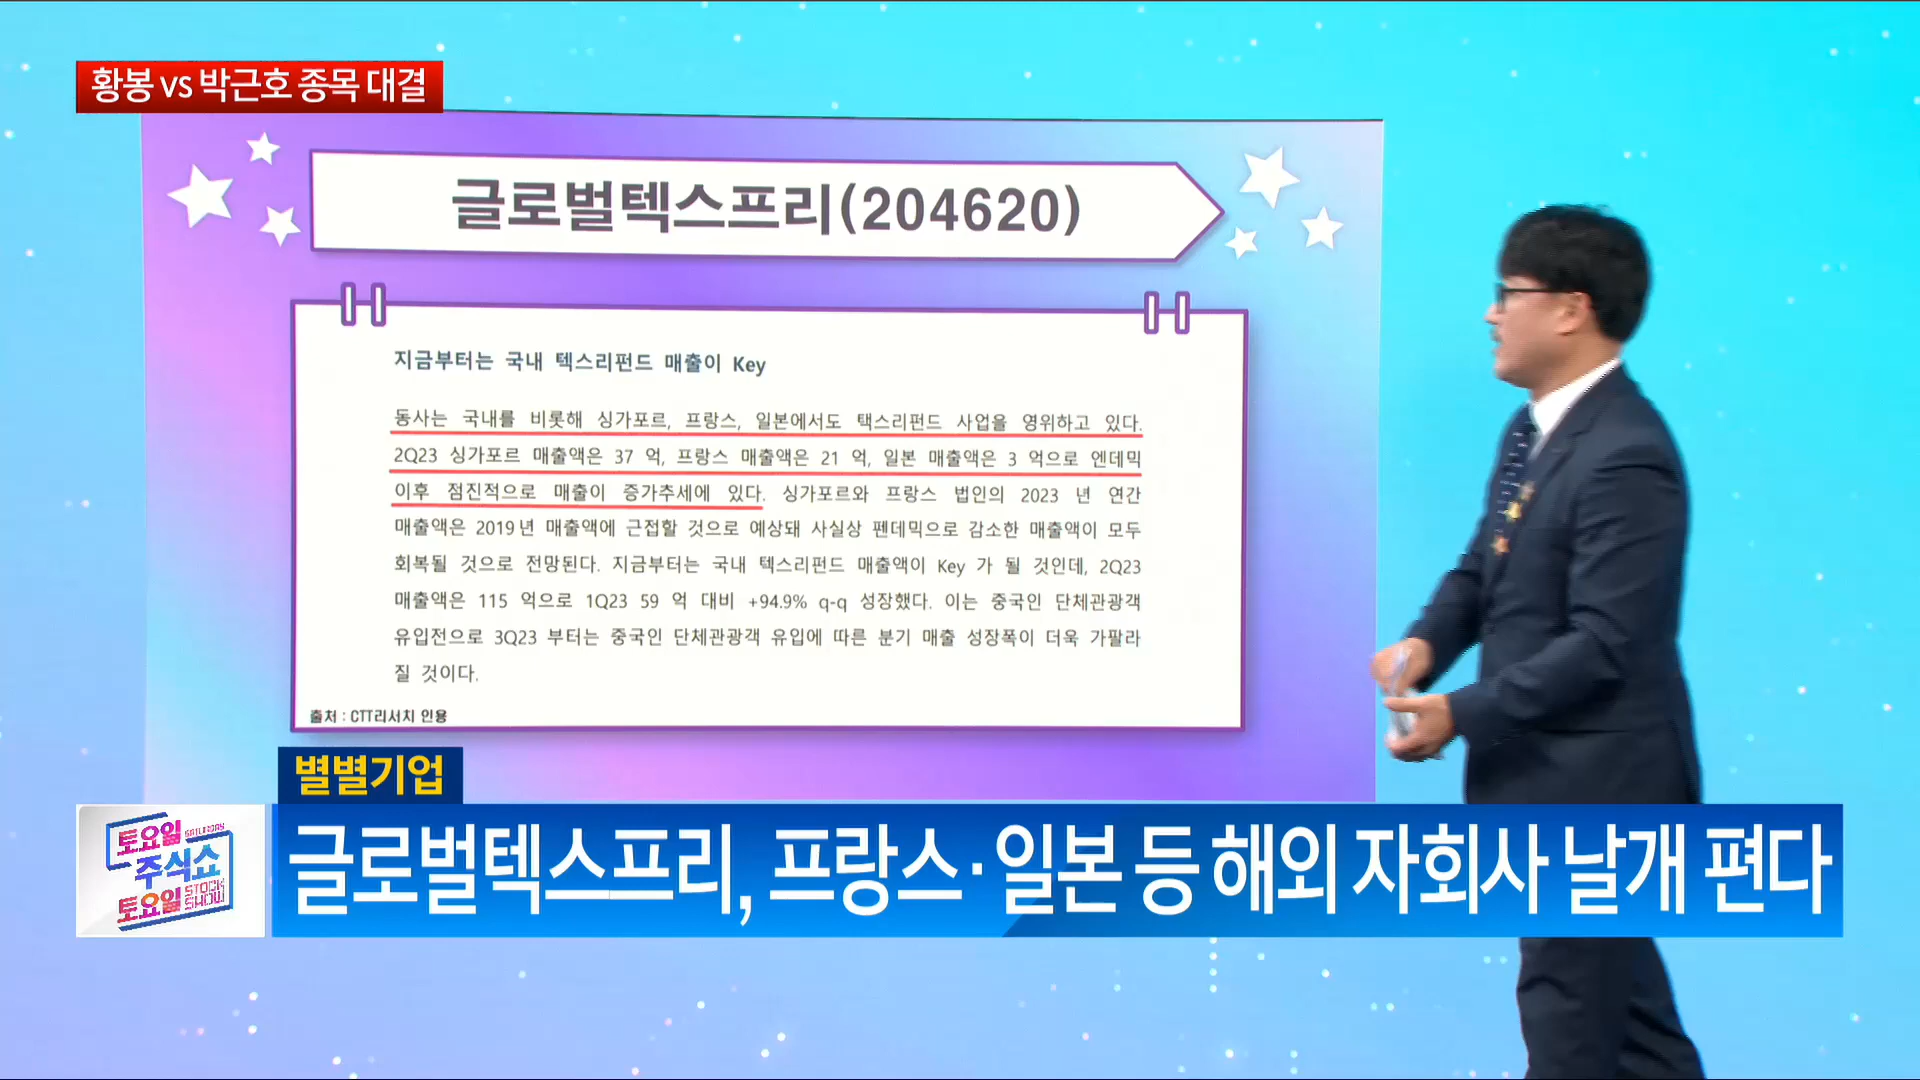 황봉 vs 박근호 종목 대결
글로벌텍스프리(204620)
지금부터는 국내 텍스리펀드 매출이 Key
동사는 국내를 비롯해 싱가포르, 프랑스, 일본에서도 택스리펀드 사업을 영위하고 있다.
2Q23 싱가포르 매출액은 37 억, 프랑스 매출액은 21 억, 일본 매출액은 3 억으로 엔데믹
이후 점진적으로 매출이 증가추세에 있다. 싱가포르와 프랑스 법인의 2023 년 연간
매출액은 2019년 매출액에 근접할 것으로 예상돼 사실상 펜데믹으로 감소한 매출액이 모두
회복될 것으로 전망된다. 지금부터는 국내 텍스리펀드 매출액이 Key 가 될 것인데, 2Q23
매출액은 115 억으로 1Q23 59 억 대비 +94.9% q-q 성장했다. 이는 중국인 단체관광객
유입전으로 3Q23 부터는 중국인 단체관광객 유입에 따른 분기 매출 성장폭이 더욱 가팔라
질 것이다.
출처 : CTT리서치 인용
별별기업
글로벌텍스프리, 프랑스·일본 등 해외 자회사 날개 편다
토요일 SATURDAY
주식쇼
토요일 STOCK SHOW